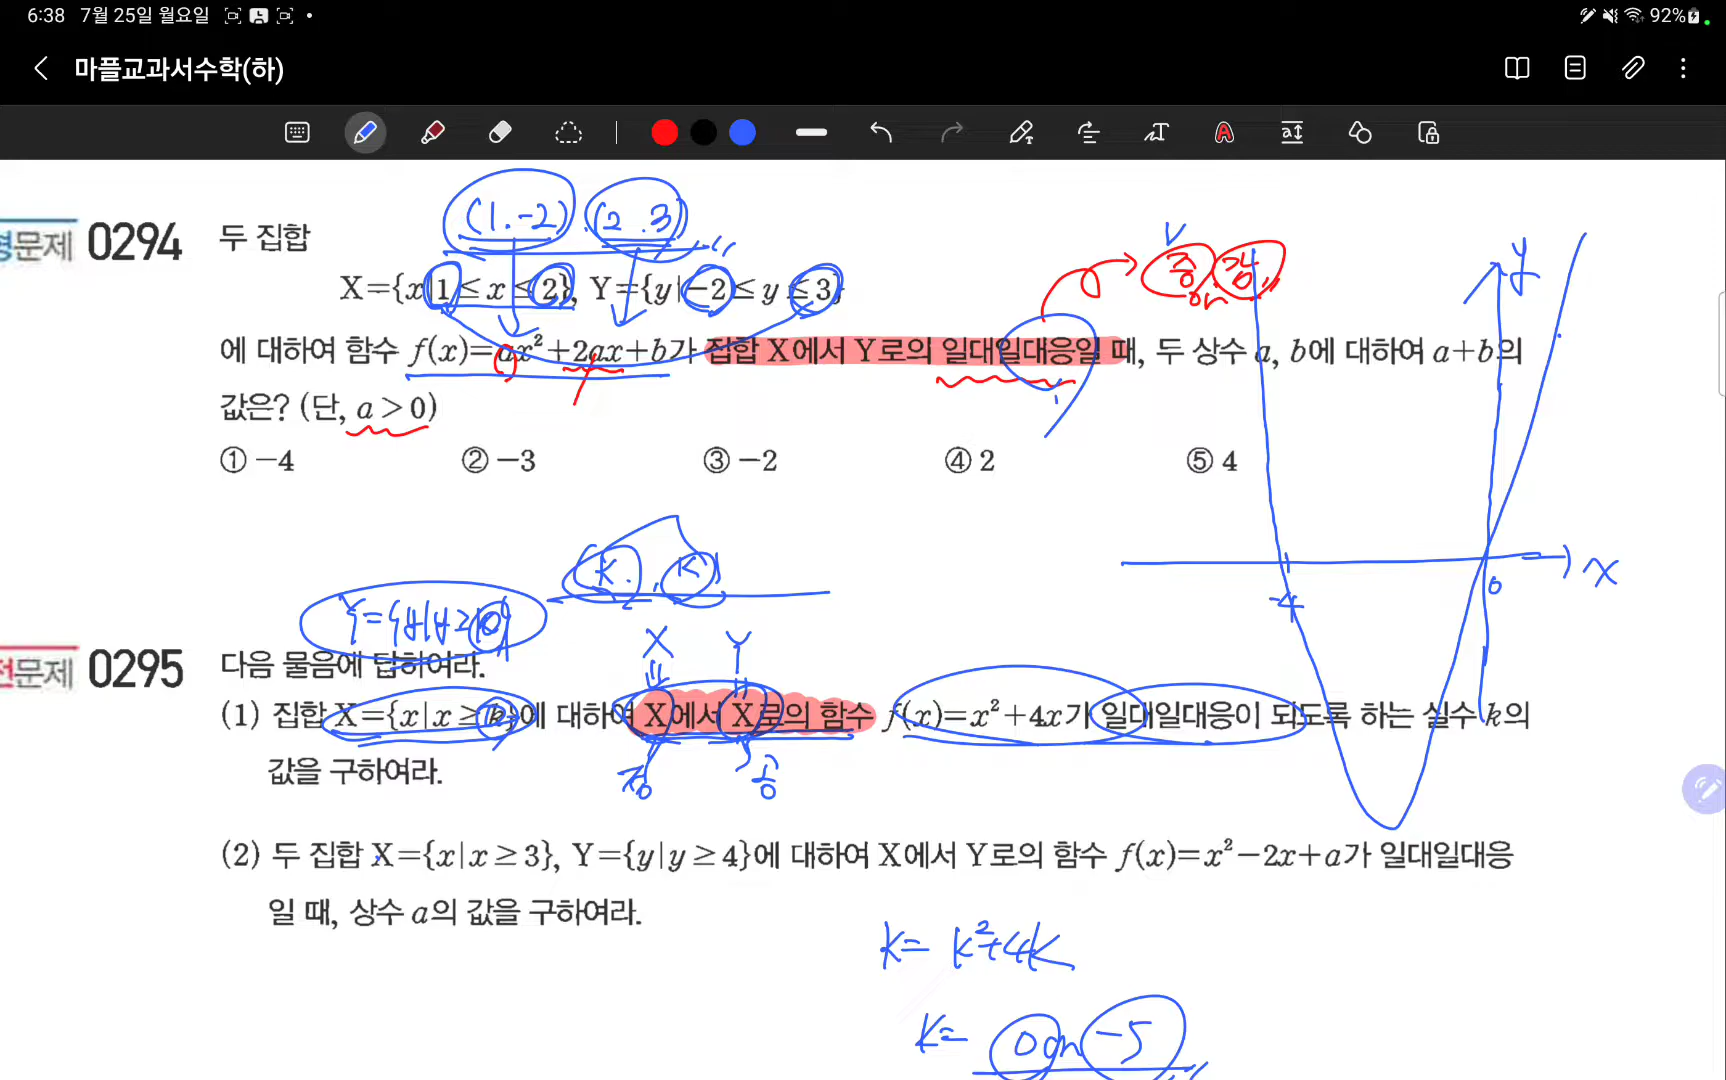 6:38 7월 25일 월요일
92%
마플교과서수학(하)
(1.-2) (2.3)
문제 0294 두 집합
증 감
y
X={x|1≤x≤2}, Y={y|-2≤y≤3}
에 대하여 함수 f(x)=ax²+2ax+b가 집합 X에서 Y로의 일대일대응일 때, 두 상수 a, b에 대하여 a+b의
값은? (단, a>0)
① -4 ② -3 ③ -2 ④ 2 ⑤ 4
(k, k)
x
-4 0
Y={y|y≥k}
X Y
문제 0295 다음 물음에 답하여라.
(1) 집합 X={x|x≥k}에 대하여 X에서 X로의 함수 f(x)=x²+4x가 일대일대응이 되도록 하는 실수 k의
값을 구하여라.
정 공
(2) 두 집합 X={x|x≥3}, Y={y|y≥4}에 대하여 X에서 Y로의 함수 f(x)=x²-2x+a가 일대일대응
일 때, 상수 a의 값을 구하여라.
k= k²+4k
k= 0 or -5